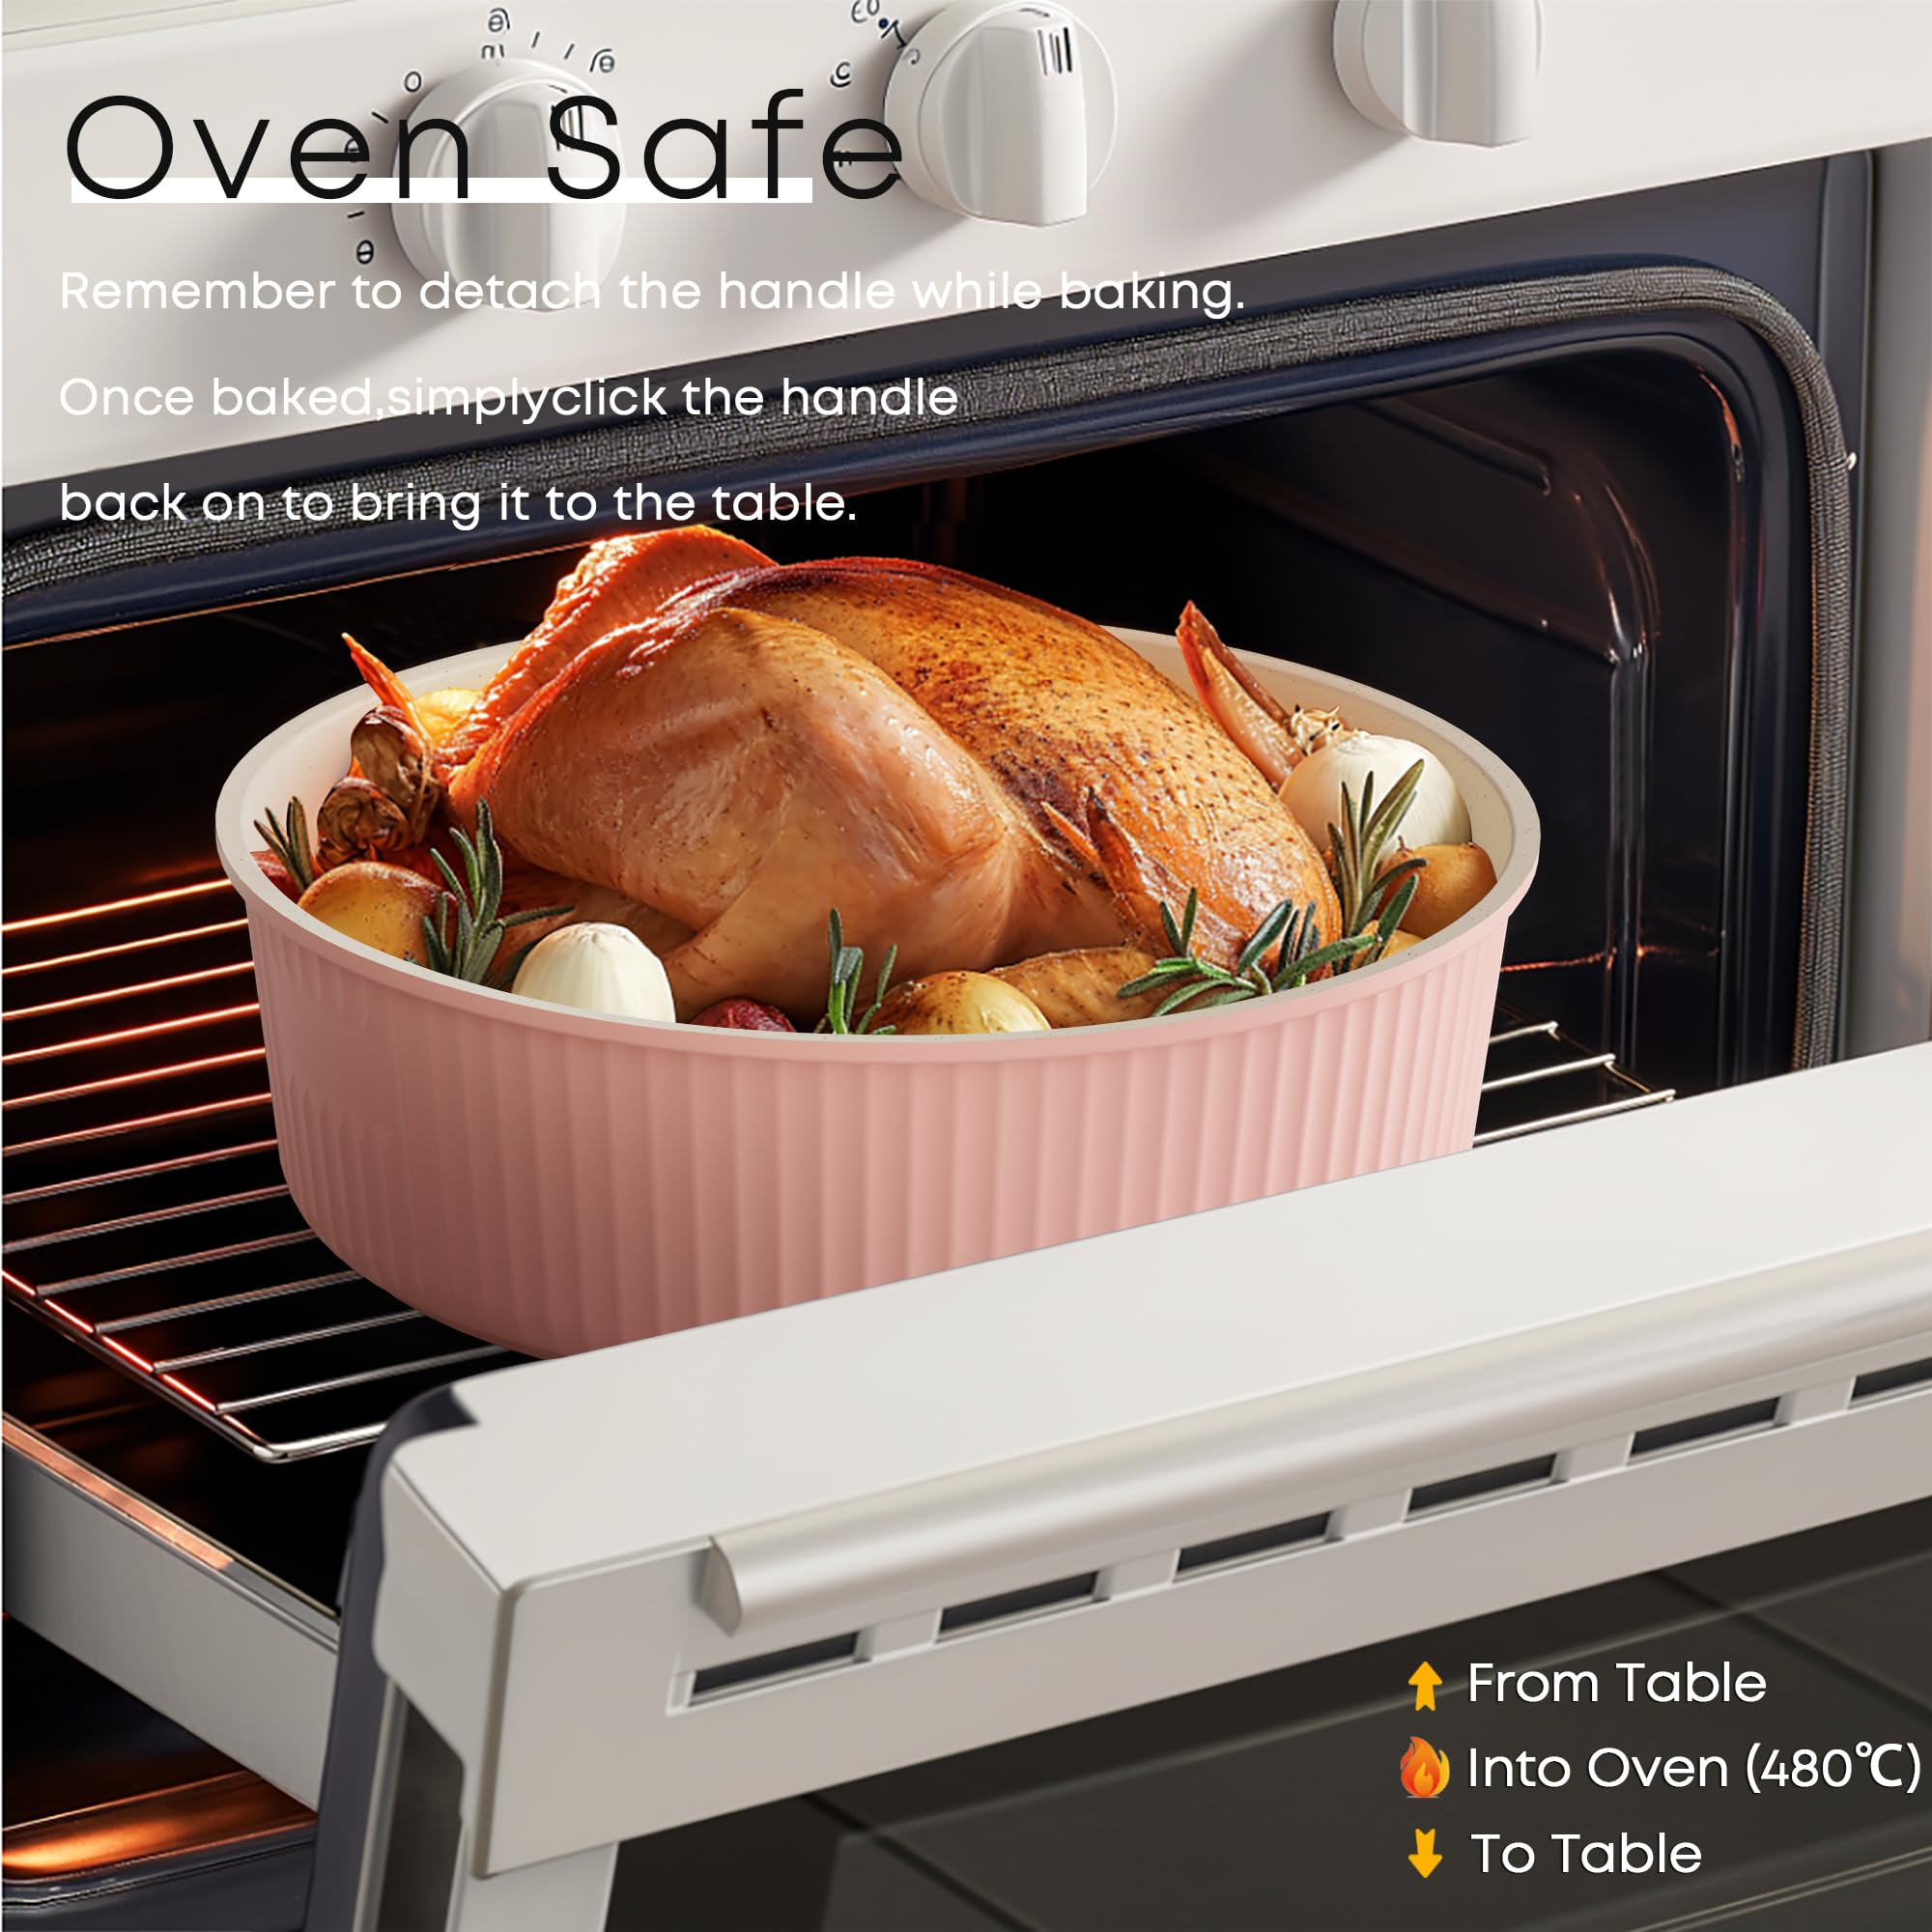 Oven Safe
Remember to detach the handle while baking.
Once baked,simplyclick the handle
back on to bring it to the table.
From Table
Into Oven (480℃)
To Table